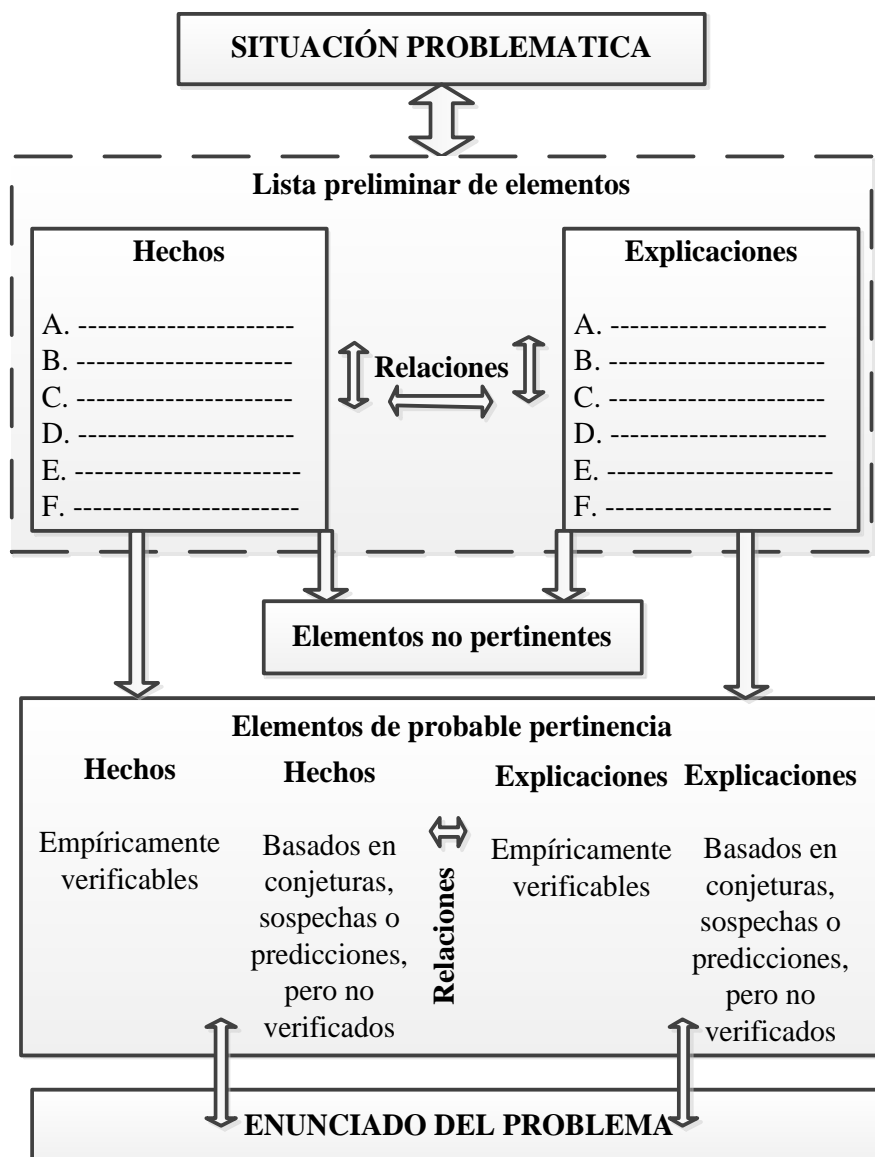 SITUACIÓN PROBLEMATICA
Lista preliminar de elementos
Hechos
A. ----------------------
B. ----------------------
C. ----------------------
D. ----------------------
E. -----------------------
F. -----------------------
Relaciones
Explicaciones
A. ----------------------
B. ----------------------
C. ----------------------
D. ----------------------
E. -----------------------
F. -----------------------
Elementos no pertinentes
Elementos de probable pertinencia
Hechos
Empíricamente
verificables
Hechos
Basados en
conjeturas,
sospechas o
predicciones,
pero no
verificados
Relaciones
Explicaciones
Empíricamente
verificables
Explicaciones
Basados en
conjeturas,
sospechas o
predicciones,
pero no
verificados
ENUNCIADO DEL PROBLEMA